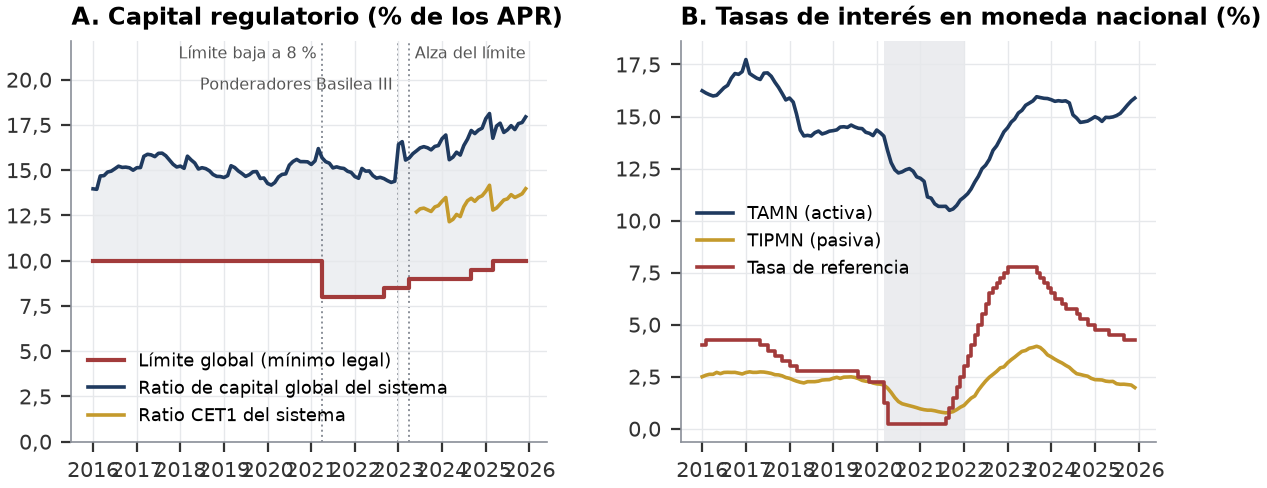 A. Capital regulatorio (% de los APR)
Límite baja a 8 %
Alza del límite
Ponderadores Basilea III
20,0
17,5
15,0
12,5
10,0
7,5
5,0
2,5
0,0
Límite global (mínimo legal)
Ratio de capital global del sistema
Ratio CET1 del sistema
2016 2017 2018 2019 2020 2021 2022 2023 2024 2025 2026
B. Tasas de interés en moneda nacional (%)
17,5
15,0
12,5
10,0
7,5
5,0
2,5
0,0
TAMN (activa)
TIPMN (pasiva)
Tasa de referencia
2016 2017 2018 2019 2020 2021 2022 2023 2024 2025 2026